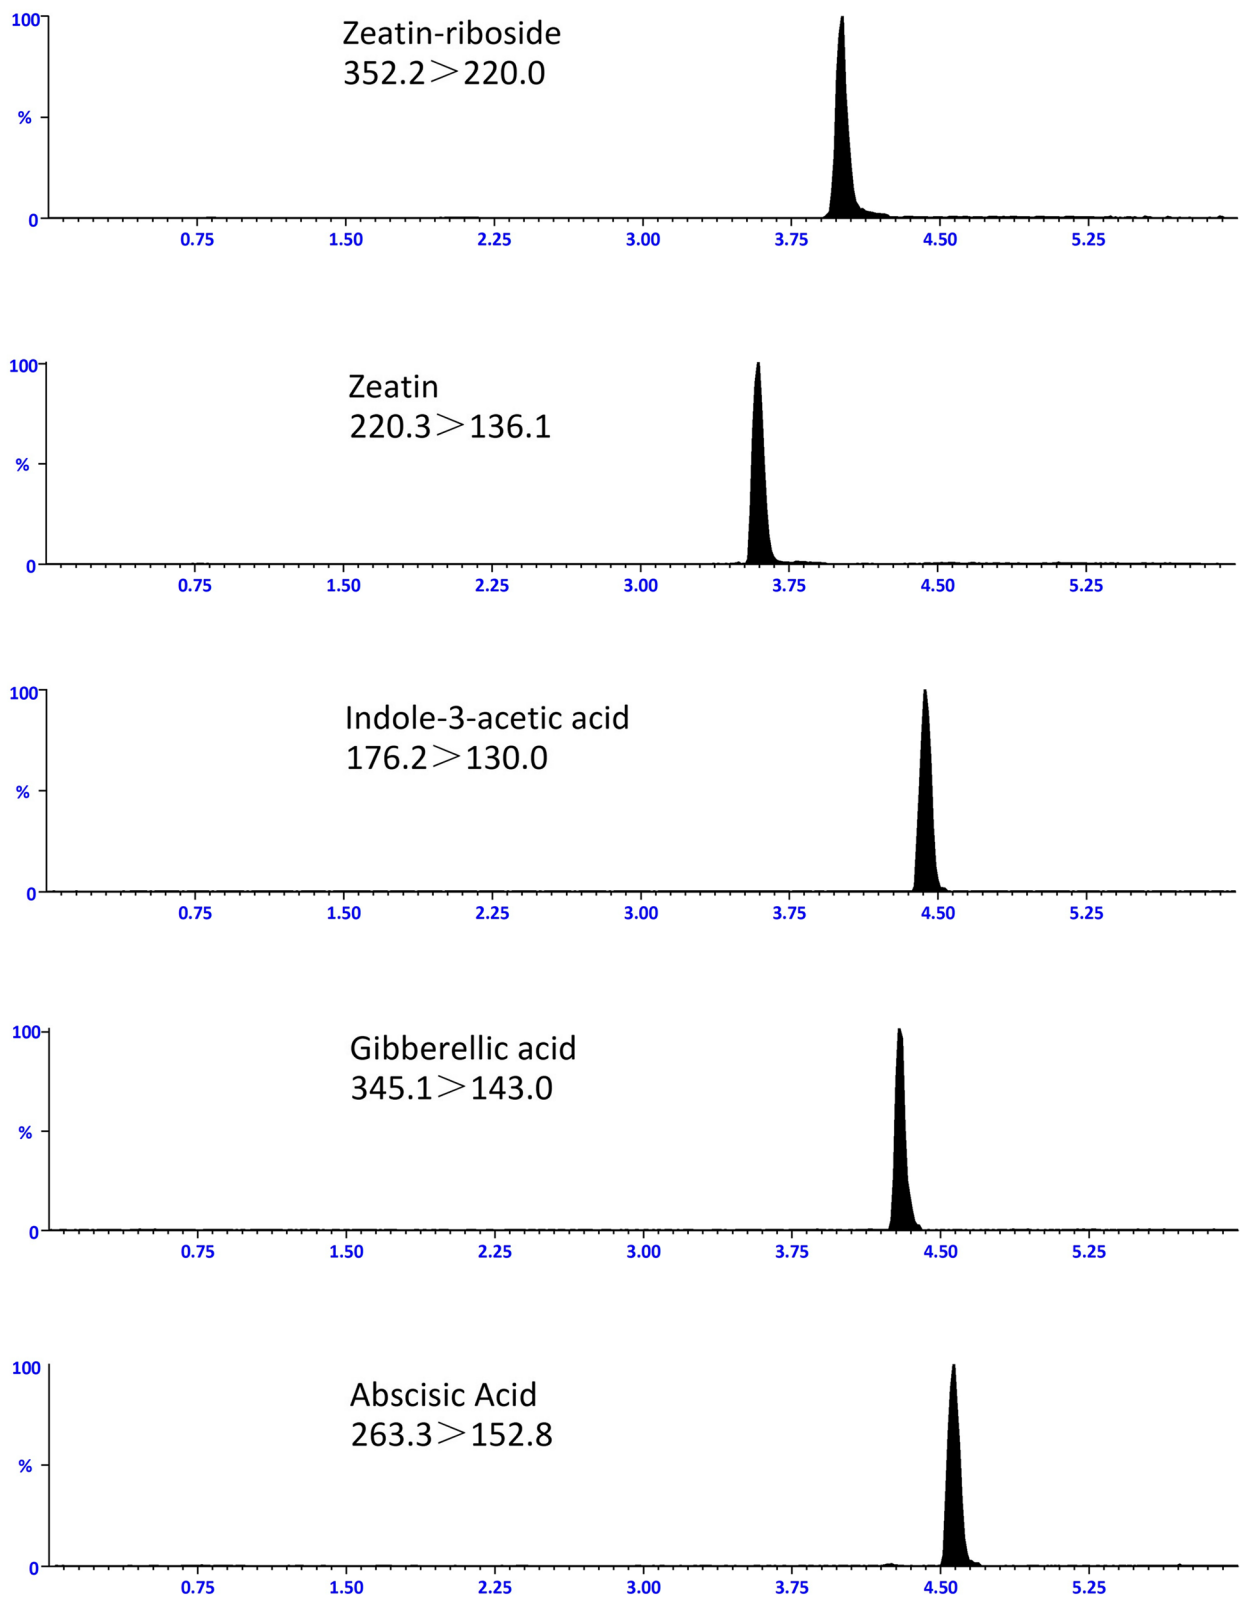 100
Zeatin-riboside
352.2>220.0
%
0
0.75 1.50 2.25 3.00 3.75 4.50 5.25
100
Zeatin
220.3>136.1
%
0
0.75 1.50 2.25 3.00 3.75 4.50 5.25
100
Indole-3-acetic acid
176.2>130.0
%
0
0.75 1.50 2.25 3.00 3.75 4.50 5.25
100
Gibberellic acid
345.1>143.0
%
0
0.75 1.50 2.25 3.00 3.75 4.50 5.25
100
Abscisic Acid
263.3>152.8
%
0
0.75 1.50 2.25 3.00 3.75 4.50 5.25